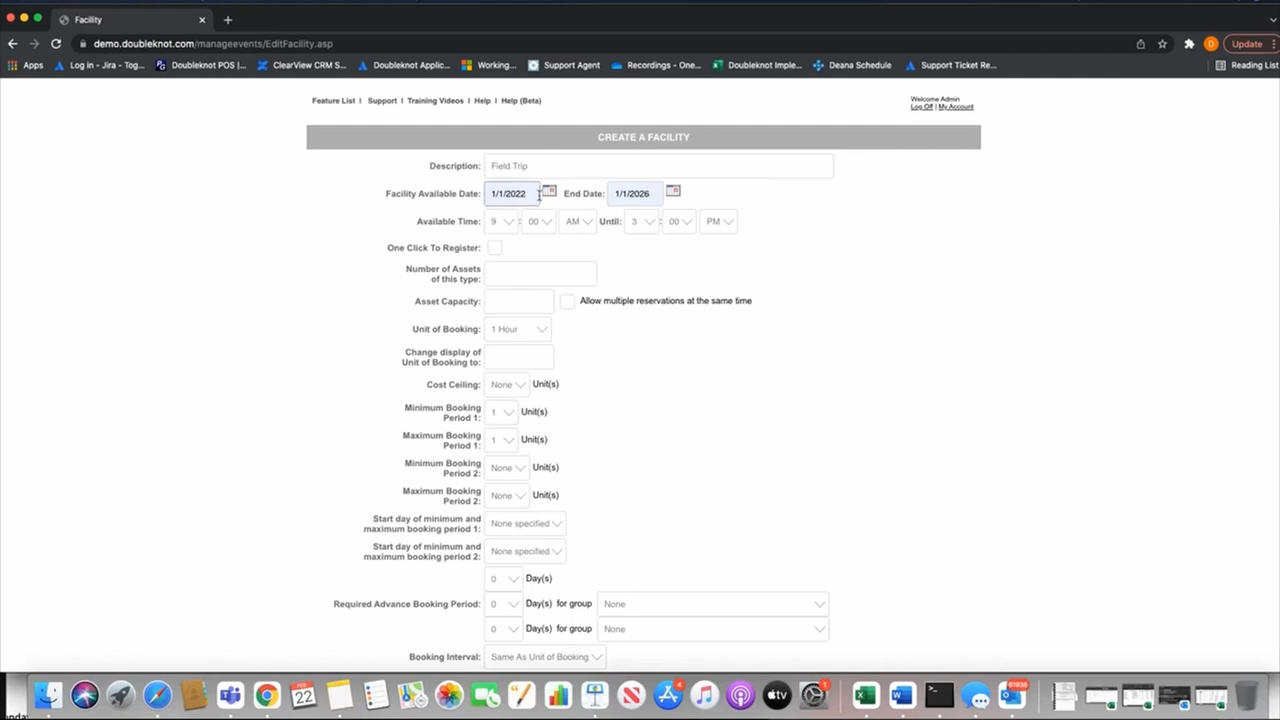 Facility
demo.doubleknot.com/manageevents/EditFacility.asp
Update
Apps
Log in - Jira - Tog...
Doubleknot POS |...
ClearView CRM S...
Doubleknot Applic...
Working...
Support Agent
Recordings - One...
Doubleknot Imple...
Deana Schedule
Support Ticket Re...
Reading List
Feature List | Support | Training Videos | Help | Help (Beta)
Welcome Admin
Log Off | My Account
CREATE A FACILITY
Description: Field Trip
Facility Available Date: 1/1/2022 End Date: 1/1/2026
Available Time: 9 : 00 AM Until: 3 : 00 PM
One Click To Register:
Number of Assets
of this type:
Asset Capacity: Allow multiple reservations at the same time
Unit of Booking: 1 Hour
Change display of
Unit of Booking to:
Cost Ceiling: None Unit(s)
Minimum Booking
Period 1: 1 Unit(s)
Maximum Booking
Period 1: 1 Unit(s)
Minimum Booking
Period 2: None Unit(s)
Maximum Booking
Period 2: None Unit(s)
Start day of minimum and
maximum booking period 1: None specified
Start day of minimum and
maximum booking period 2: None specified
0 Day(s)
Required Advance Booking Period: 0 Day(s) for group None
0 Day(s) for group None
Booking Interval: Same As Unit of Booking
FEB
22
4
tv
1
61930